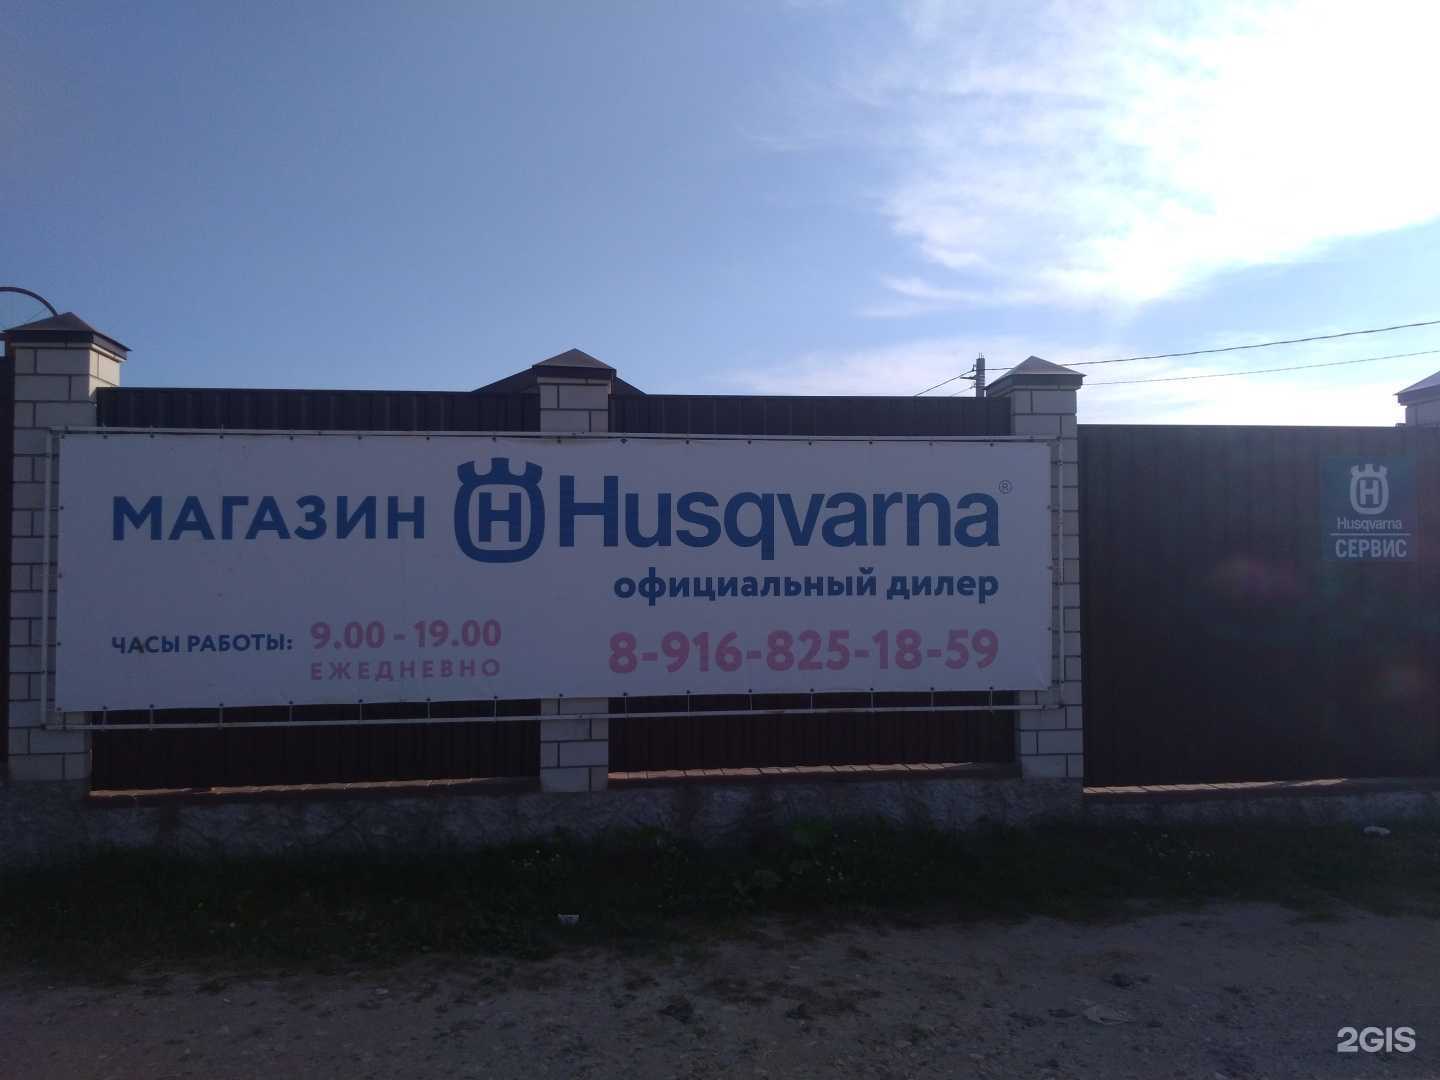 МАГАЗИН H Husqvarna®
официальный дилер
ЧАСЫ РАБОТЫ: 9.00 - 19.00
ЕЖЕДНЕВНО
8-916-825-18-59
H
Husqvarna
СЕРВИС
2GIS